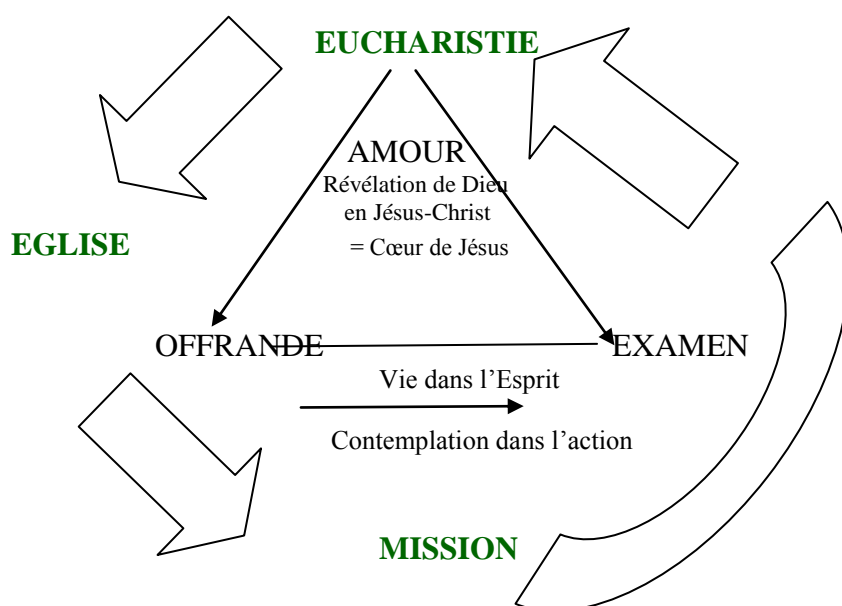 EUCHARISTIE
AMOUR
Révélation de Dieu
en Jésus-Christ
= Cœur de Jésus
EGLISE
OFFRANDE
EXAMEN
Vie dans l’Esprit
Contemplation dans l’action
MISSION